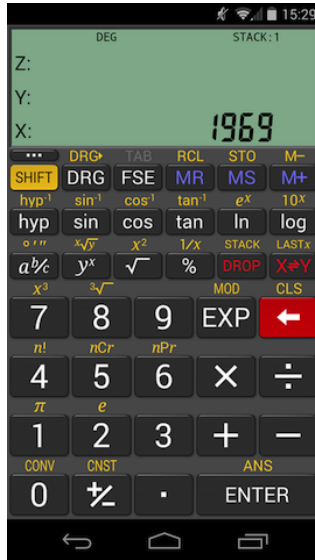 15:29
DEG STACK:1
Z:
Y:
X: 1969
... DRG▸ TAB RCL STO M–
SHIFT DRG FSE MR MS M+
hyp⁻¹ sin⁻¹ cos⁻¹ tan⁻¹ eˣ 10ˣ
hyp sin cos tan ln log
° ' " ˣ√y x² 1/x STACK LASTx
ab/c yˣ √ % DROP X⇌Y
x³ ³√ MOD CLS
7 8 9 EXP ←
n! nCr nPr
4 5 6 × ÷
π e
1 2 3 + −
CONV CNST ANS
0 +/− . ENTER